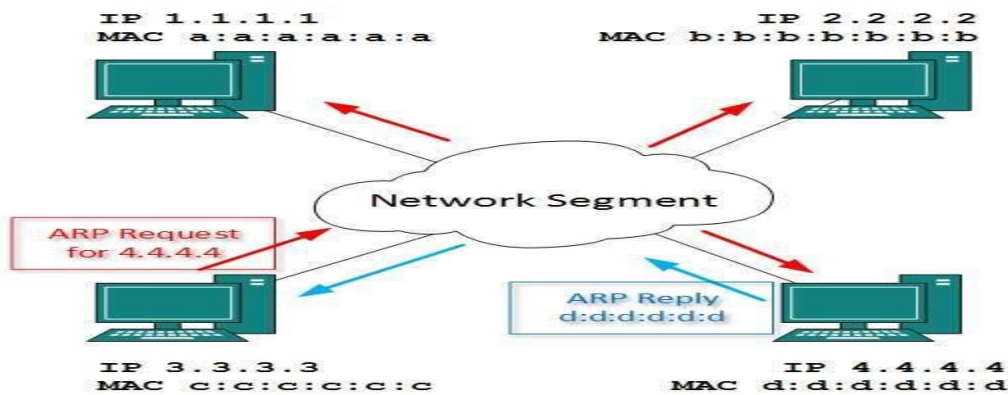 IP 1.1.1.1
MAC a:a:a:a:a:a
IP 2.2.2.2
MAC b:b:b:b:b:b:b
Network Segment
ARP Request
for 4.4.4.4
ARP Reply
d:d:d:d:d:d
IP 3.3.3.3
MAC c:c:c:c:c:c
IP 4.4.4.4
MAC d:d:d:d:d:d